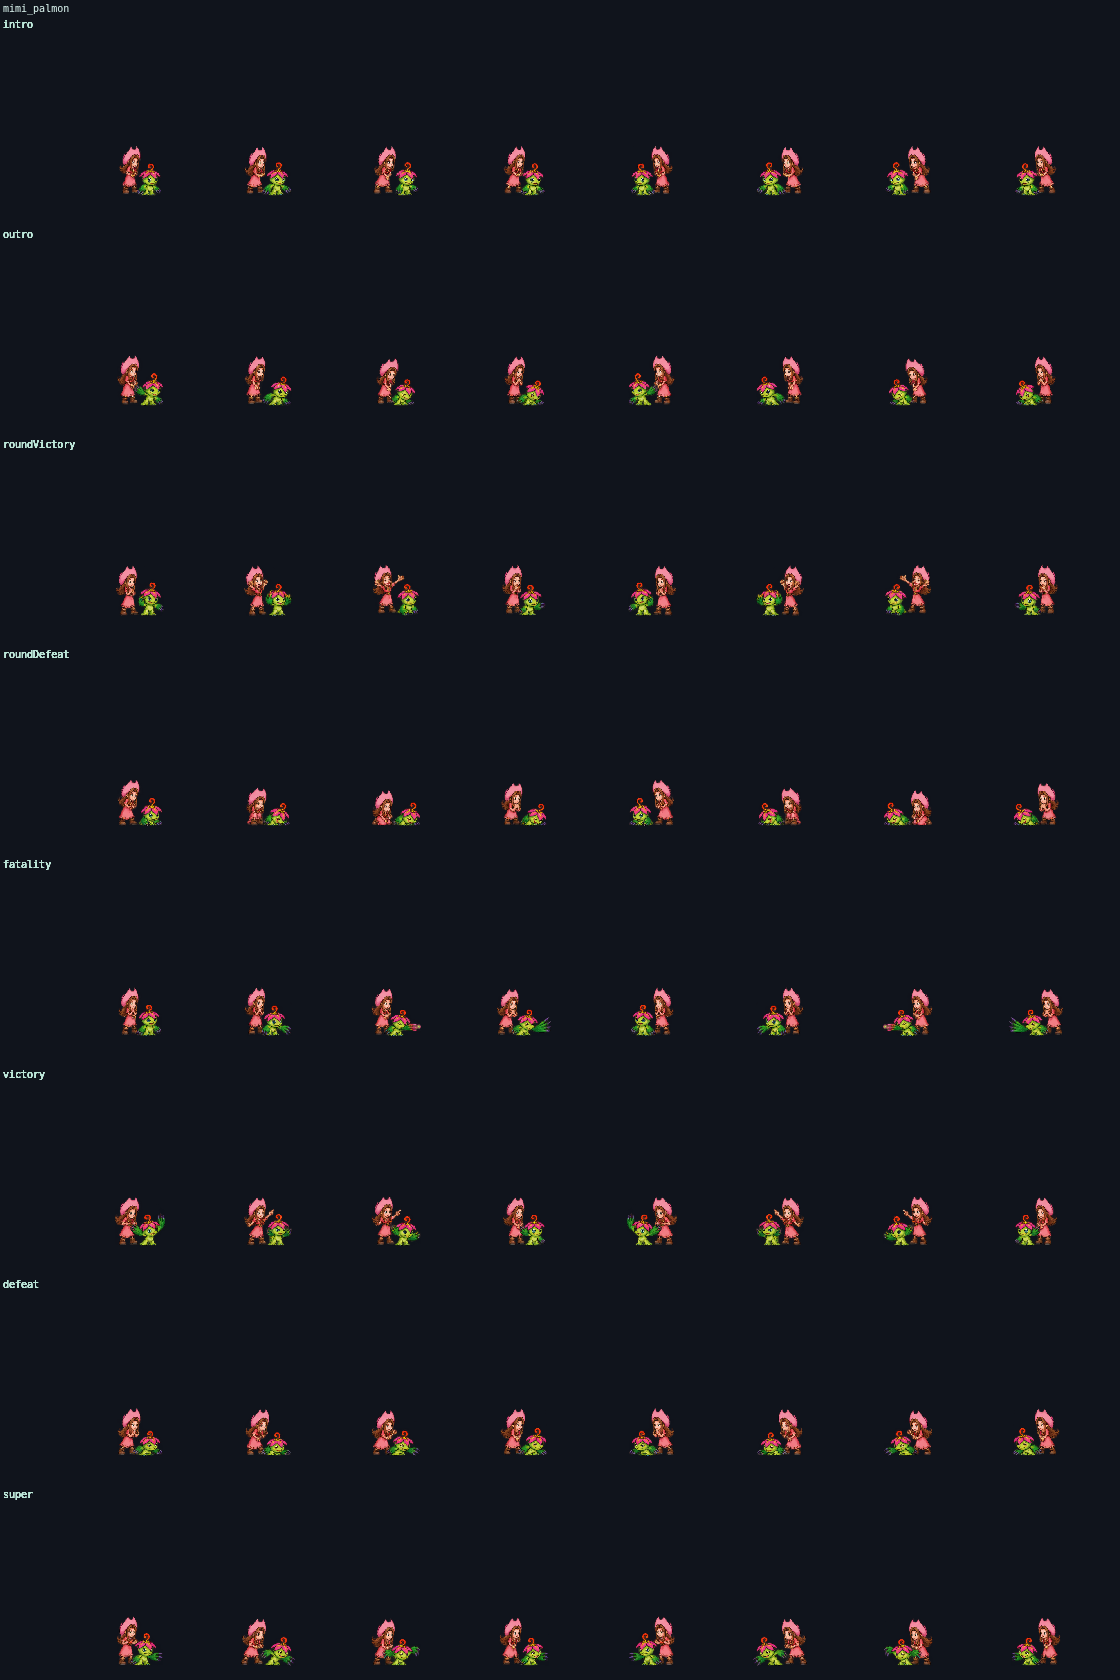 mimi_palmon
intro
outro
roundVictory
roundDefeat
fatality
victory
defeat
super